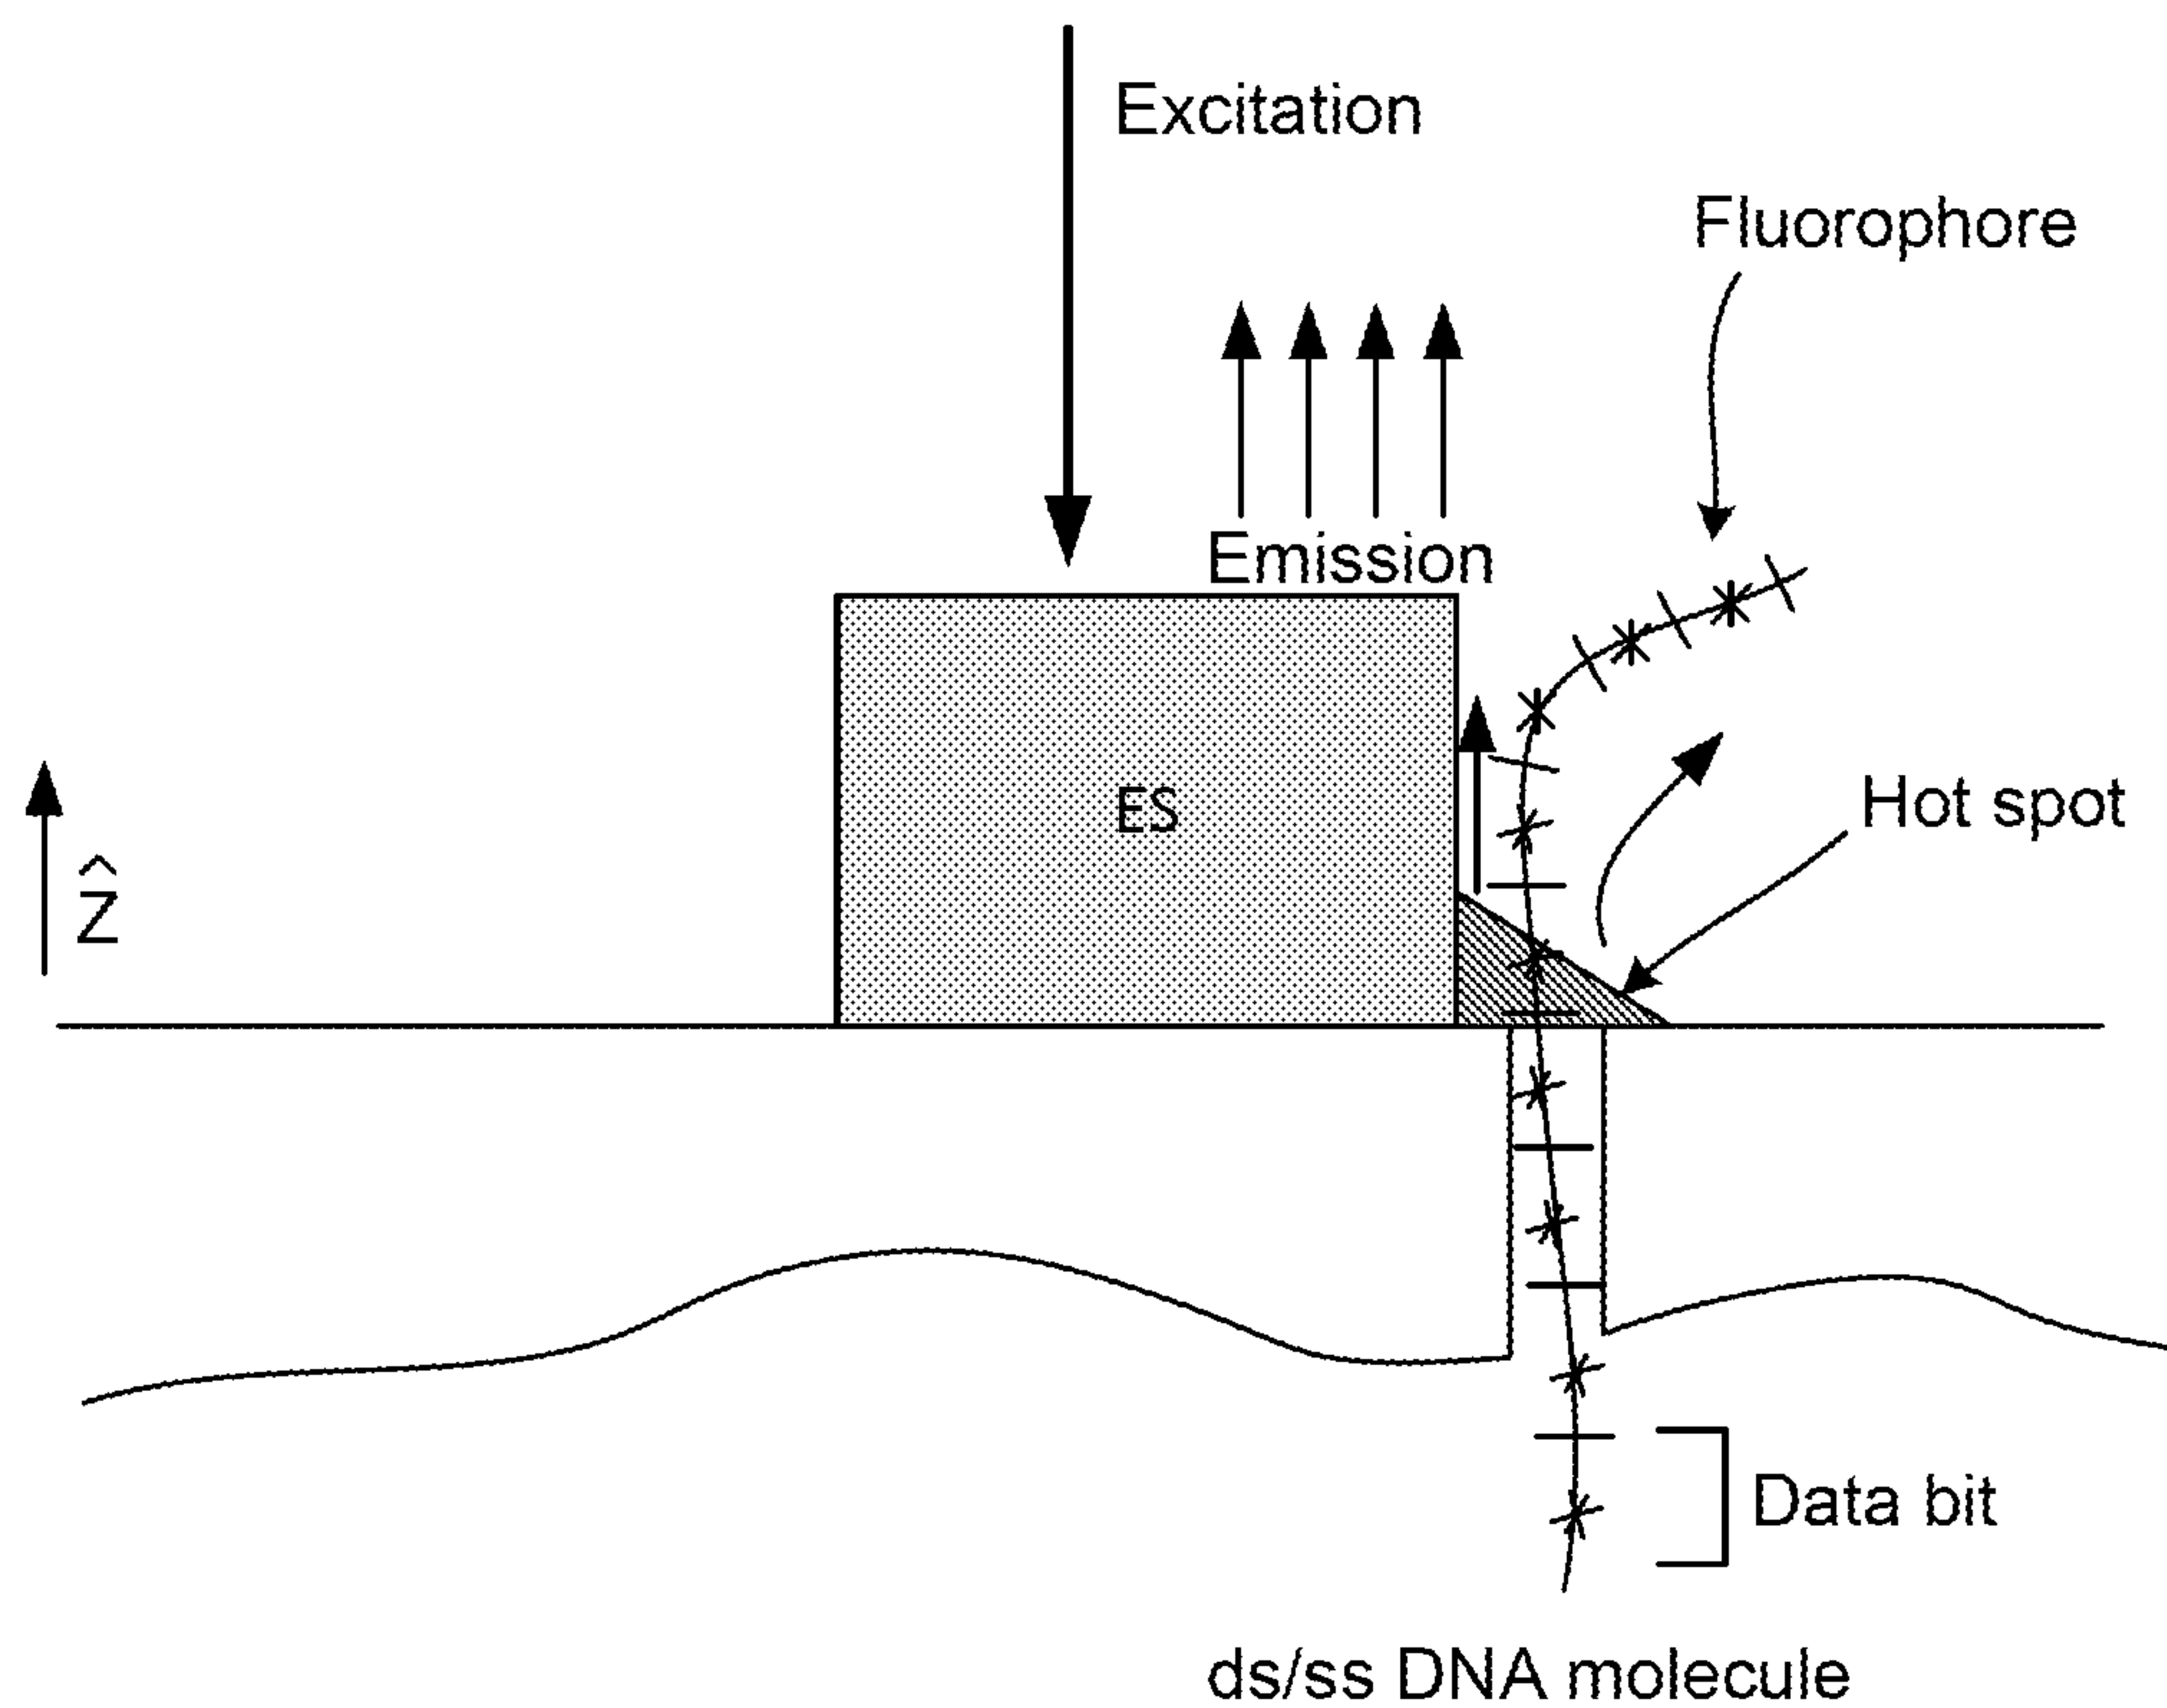 Excitation
Fluorophore
Emission
ES
Hot spot
Ẑ
Data bit
ds/ss DNA molecule